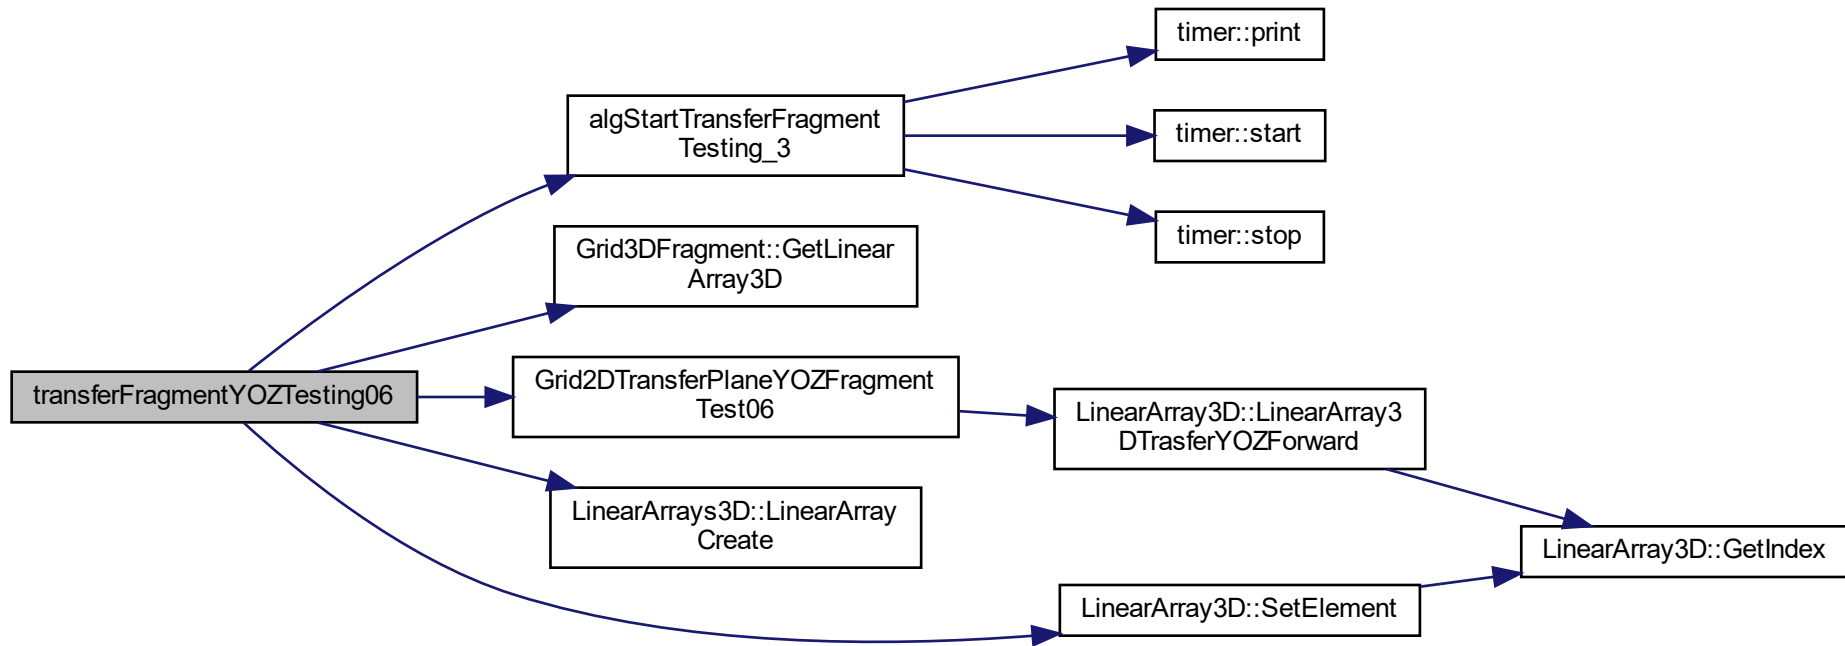 transferFragmentYOZTesting06
algStartTransferFragment
Testing_3
timer::print
timer::start
timer::stop
Grid3DFragment::GetLinear
Array3D
Grid2DTransferPlaneYOZFragment
Test06
LinearArray3D::LinearArray3
DTrasferYOZForward
LinearArray3D::GetIndex
LinearArrays3D::LinearArray
Create
LinearArray3D::SetElement